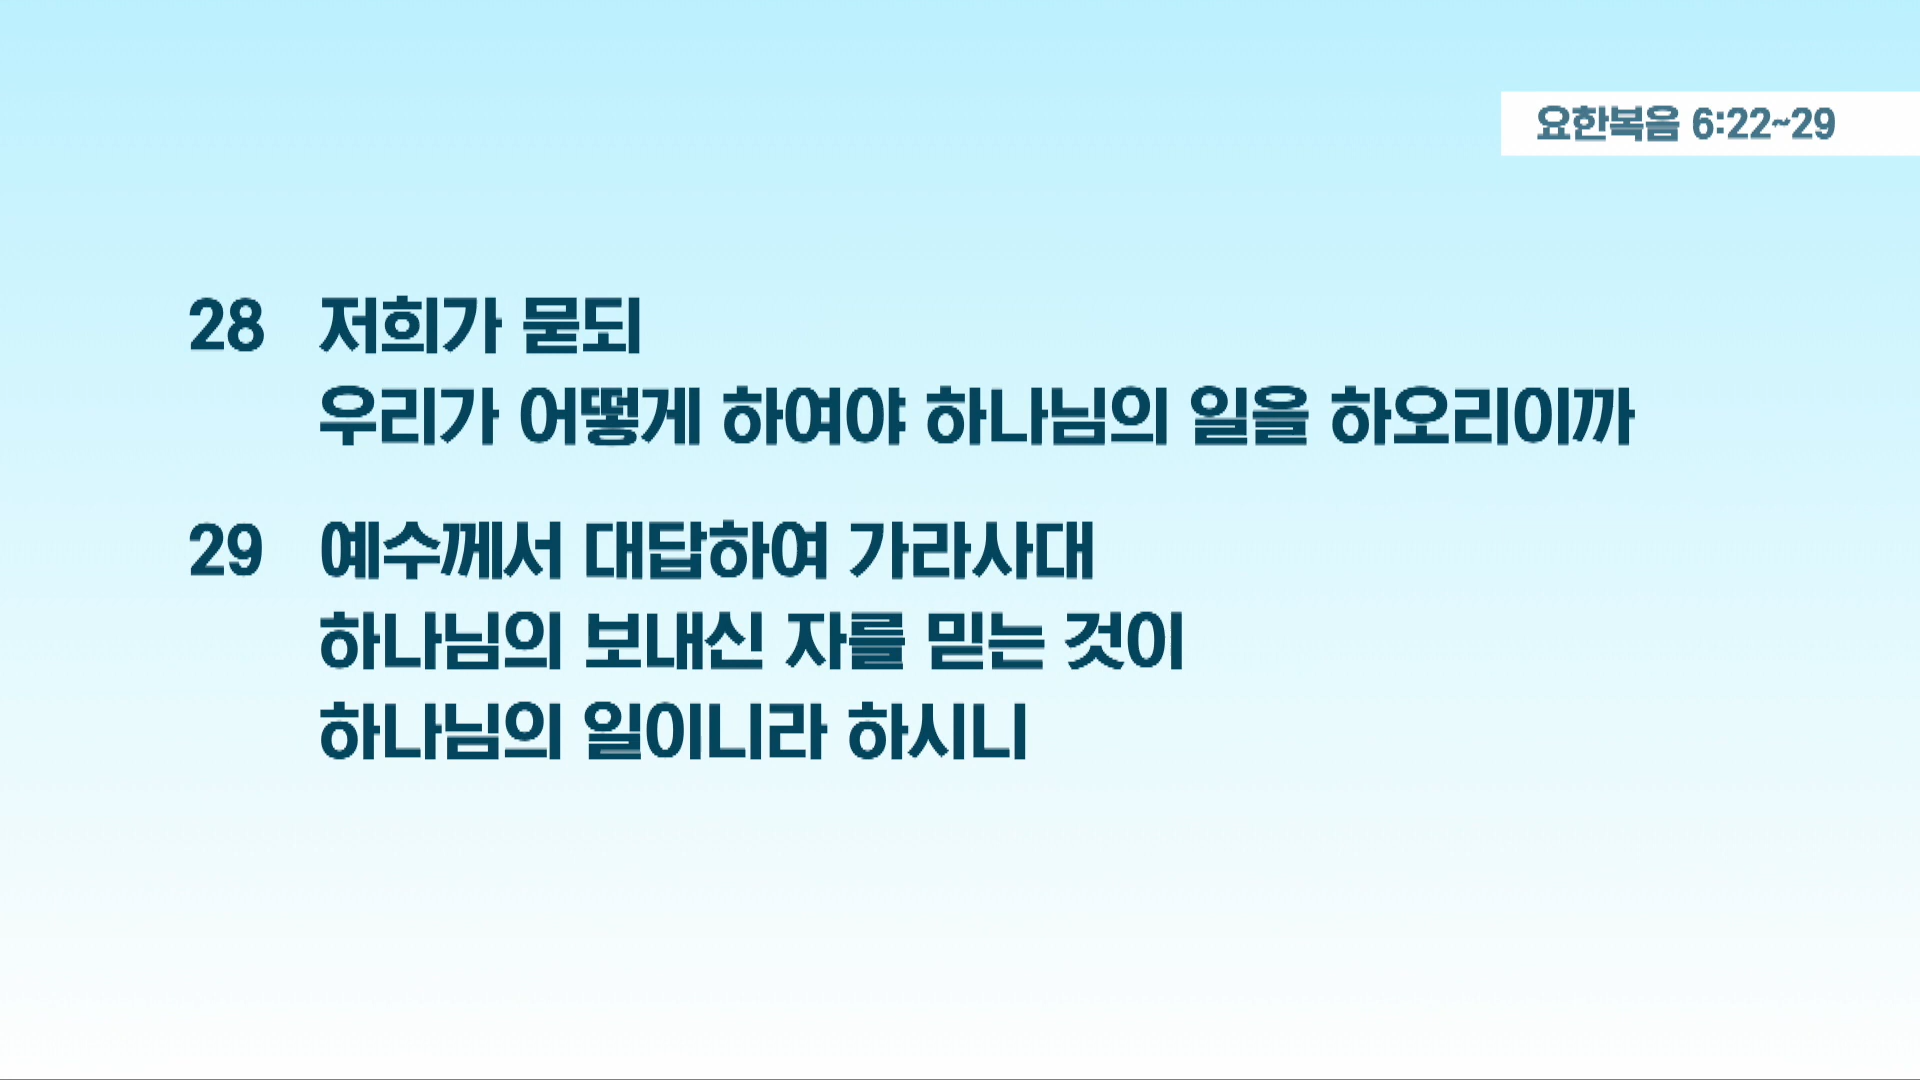 요한복음 6:22~29
28 저희가 묻되
우리가 어떻게 하여야 하나님의 일을 하오리이까
29 예수께서 대답하여 가라사대
하나님의 보내신 자를 믿는 것이
하나님의 일이니라 하시니